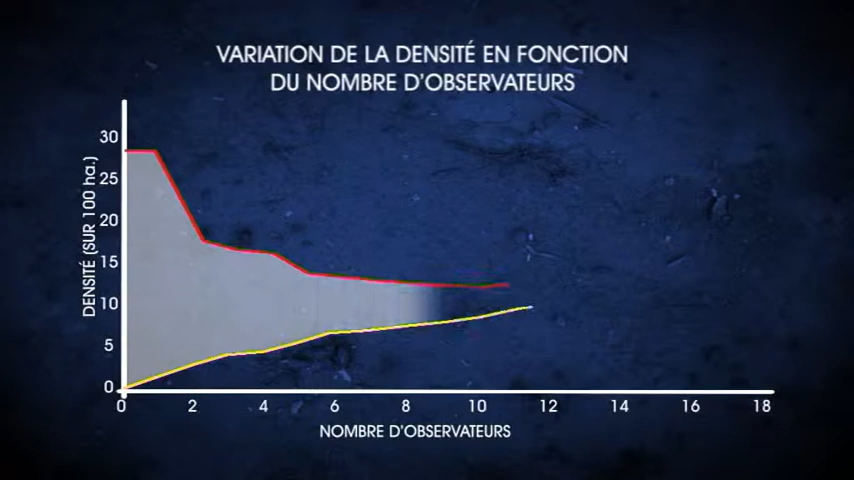 VARIATION DE LA DENSITÉ EN FONCTION
DU NOMBRE D'OBSERVATEURS
30
25
20
15
10
5
0
DENSITÉ (SUR 100 ha.)
0 2 4 6 8 10 12 14 16 18
NOMBRE D'OBSERVATEURS